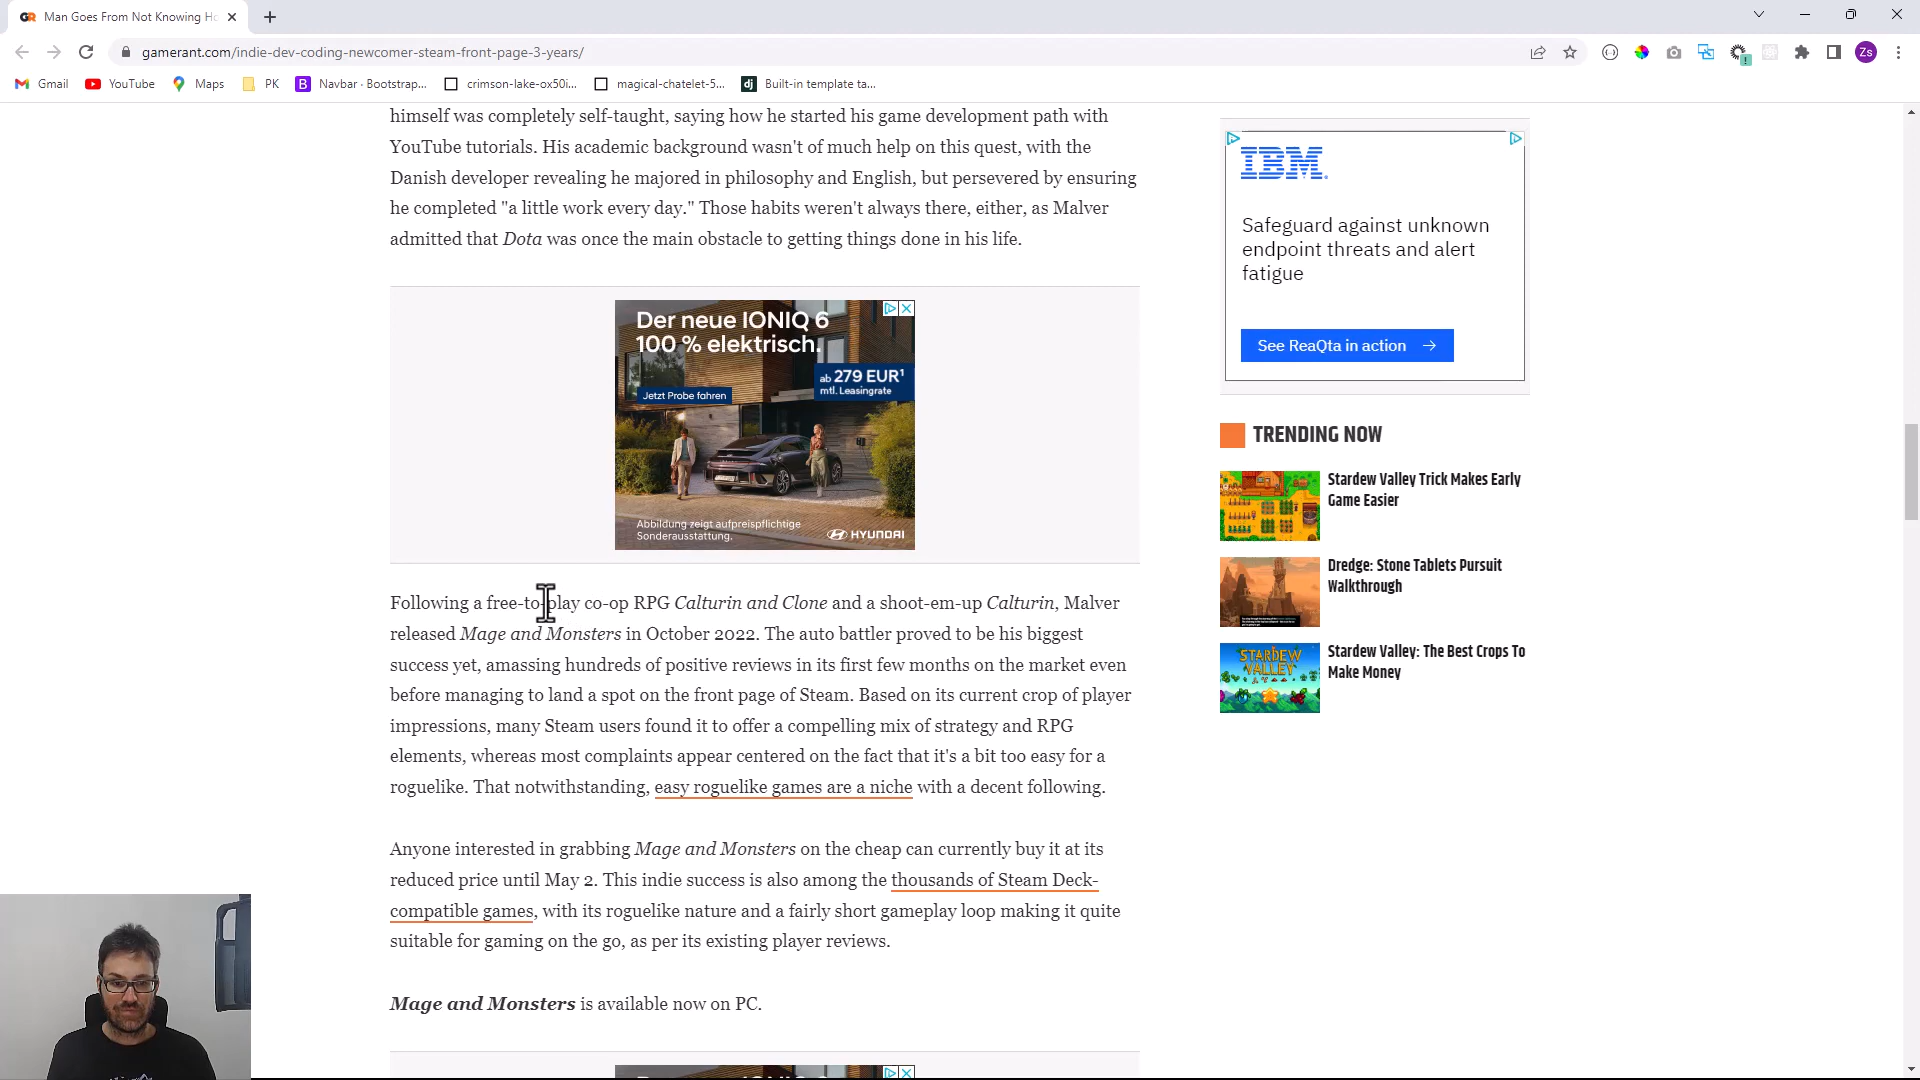 GR Man Goes From Not Knowing Ho
gamerant.com/indie-dev-coding-newcomer-steam-front-page-3-years/
Zs
Gmail YouTube Maps PK B Navbar · Bootstrap... crimson-lake-ox50i... magical-chatelet-5... dj Built-in template ta...
himself was completely self-taught, saying how he started his game development path with
YouTube tutorials. His academic background wasn't of much help on this quest, with the
Danish developer revealing he majored in philosophy and English, but persevered by ensuring
he completed "a little work every day." Those habits weren't always there, either, as Malver
admitted that Dota was once the main obstacle to getting things done in his life.
Der neue IONIQ 6
100 % elektrisch.
ab 279 EUR¹
mtl. Leasingrate
Jetzt Probe fahren
Abbildung zeigt aufpreispflichtige
Sonderausstattung.
HYUNDAI
Following a free-to-play co-op RPG Calturin and Clone and a shoot-em-up Calturin, Malver
released Mage and Monsters in October 2022. The auto battler proved to be his biggest
success yet, amassing hundreds of positive reviews in its first few months on the market even
before managing to land a spot on the front page of Steam. Based on its current crop of player
impressions, many Steam users found it to offer a compelling mix of strategy and RPG
elements, whereas most complaints appear centered on the fact that it's a bit too easy for a
roguelike. That notwithstanding, easy roguelike games are a niche with a decent following.
Anyone interested in grabbing Mage and Monsters on the cheap can currently buy it at its
reduced price until May 2. This indie success is also among the thousands of Steam Deck-
compatible games, with its roguelike nature and a fairly short gameplay loop making it quite
suitable for gaming on the go, as per its existing player reviews.
Mage and Monsters is available now on PC.
IBM
Safeguard against unknown
endpoint threats and alert
fatigue
See ReaQta in action
TRENDING NOW
Stardew Valley Trick Makes Early
Game Easier
Dredge: Stone Tablets Pursuit
Walkthrough
STARDEW
VALLEY
Stardew Valley: The Best Crops To
Make Money